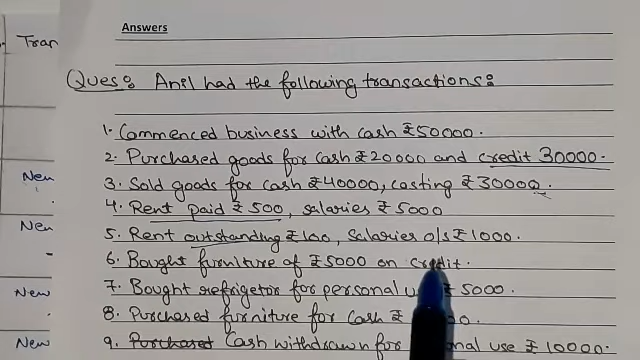 Answers
Tran
Ques: Anil had the following transactions:
1. Commenced business with cash ₹50000.
2. Purchased goods for cash ₹20000 and credit 30000.
3. Sold goods for cash ₹40000, costing ₹30000.
4. Rent paid ₹500, salaries ₹5000
5. Rent outstanding ₹100, Salaries o/s ₹1000.
6. Bought furniture of ₹5000 on credit.
7. Bought refrigetor for personal ₹5000.
8. Purchased furniture for cash ₹
9. Purchased Cash withdrawn for use ₹10000.
New
New
New
New